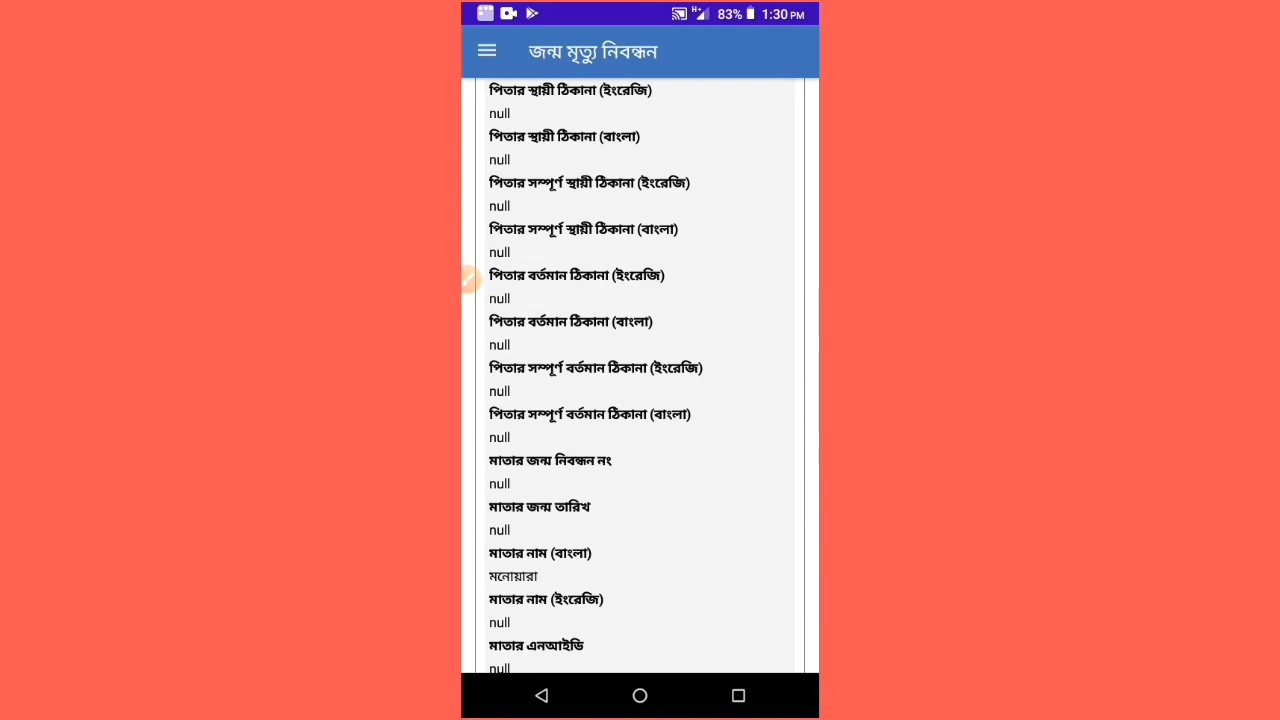 H+ 83% 1:30 PM
জন্ম মৃত্যু নিবন্ধন
পিতার স্থায়ী ঠিকানা (ইংরেজি)
null
পিতার স্থায়ী ঠিকানা (বাংলা)
null
পিতার সম্পূর্ণ স্থায়ী ঠিকানা (ইংরেজি)
null
পিতার সম্পূর্ণ স্থায়ী ঠিকানা (বাংলা)
null
পিতার বর্তমান ঠিকানা (ইংরেজি)
null
পিতার বর্তমান ঠিকানা (বাংলা)
null
পিতার সম্পূর্ণ বর্তমান ঠিকানা (ইংরেজি)
null
পিতার সম্পূর্ণ বর্তমান ঠিকানা (বাংলা)
null
মাতার জন্ম নিবন্ধন নং
null
মাতার জন্ম তারিখ
null
মাতার নাম (বাংলা)
মনোয়ারা
মাতার নাম (ইংরেজি)
null
মাতার এনআইডি
null